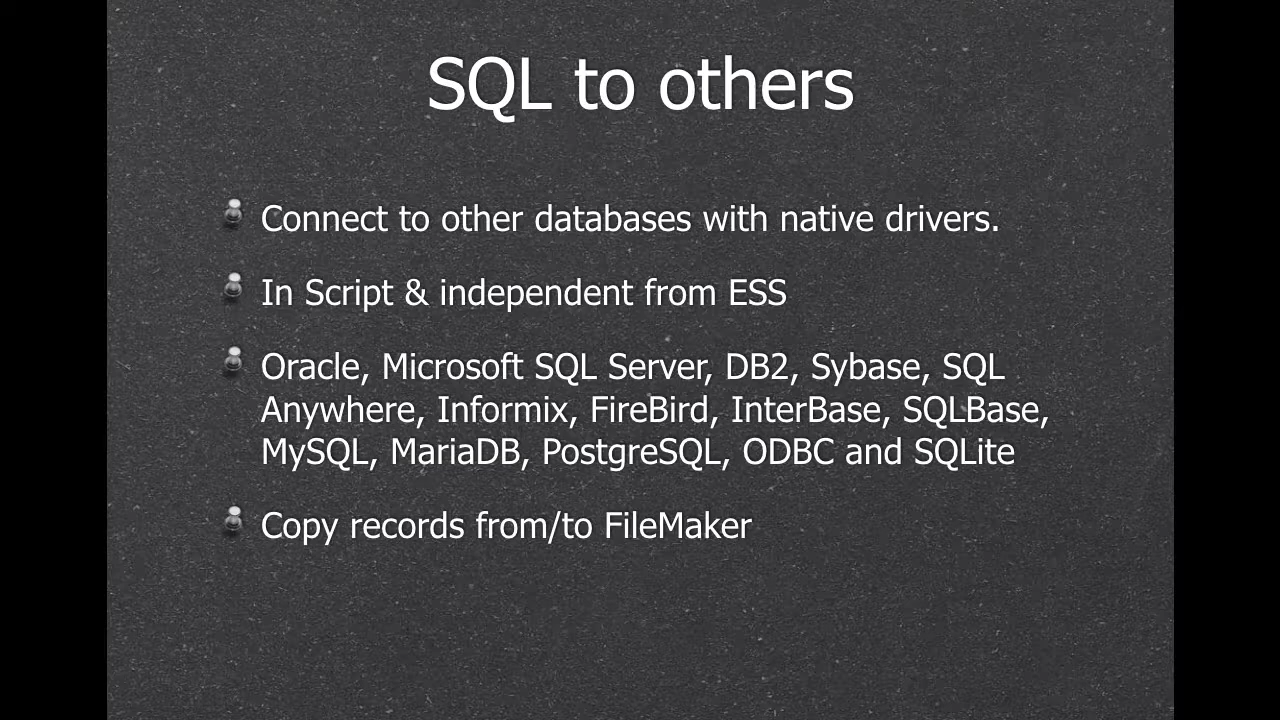 SQL to others
Connect to other databases with native drivers.
In Script & independent from ESS
Oracle, Microsoft SQL Server, DB2, Sybase, SQL
Anywhere, Informix, FireBird, InterBase, SQLBase,
MySQL, MariaDB, PostgreSQL, ODBC and SQLite
Copy records from/to FileMaker